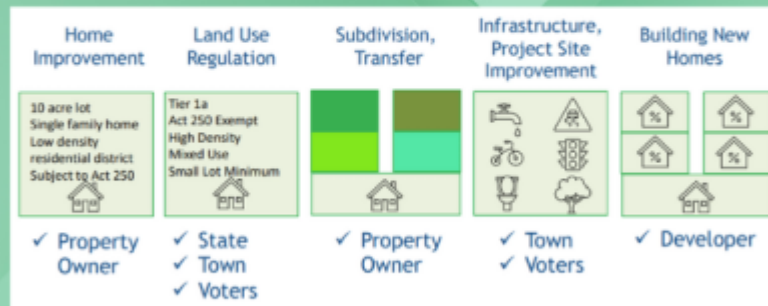 Home
Improvement
Land Use
Regulation
Subdivision,
Transfer
Infrastructure,
Project Site
Improvement
Building New
Homes
10 acre lot
Single family home
Low density
residential district
Subject to Act 250
Tier 1a
Act 250 Exempt
High Density
Mixed Use
Small Lot Minimum
%
%
%
%
✓ Property
Owner
✓ State
✓ Town
✓ Voters
✓ Property
Owner
✓ Town
✓ Voters
✓ Developer